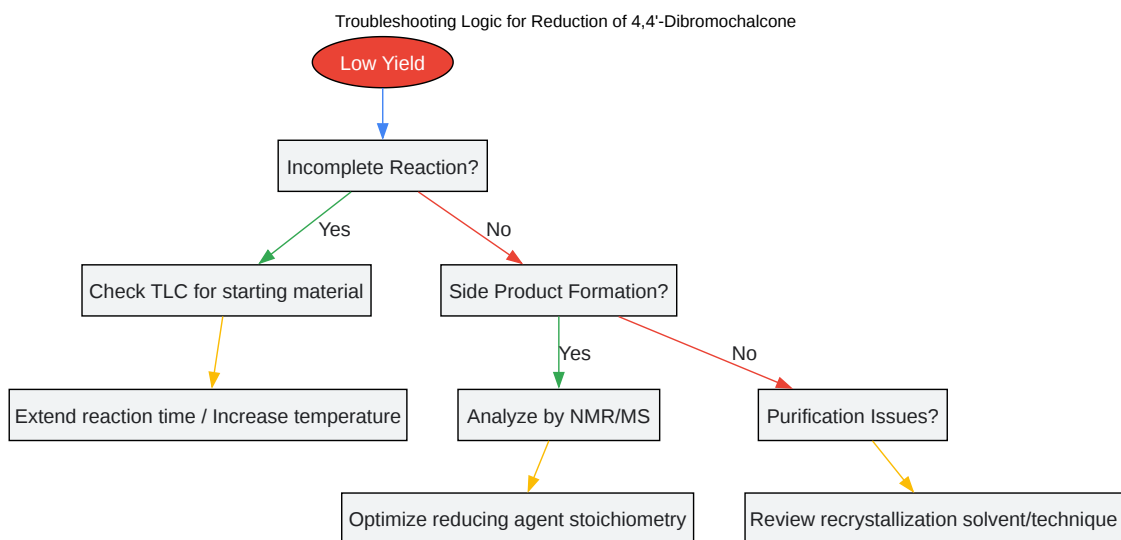 Troubleshooting Logic for Reduction of 4,4'-Dibromochalcone
Low Yield
Incomplete Reaction?
Yes
No
Check TLC for starting material
Side Product Formation?
Yes
No
Extend reaction time / Increase temperature
Analyze by NMR/MS
Purification Issues?
Optimize reducing agent stoichiometry
Review recrystallization solvent/technique